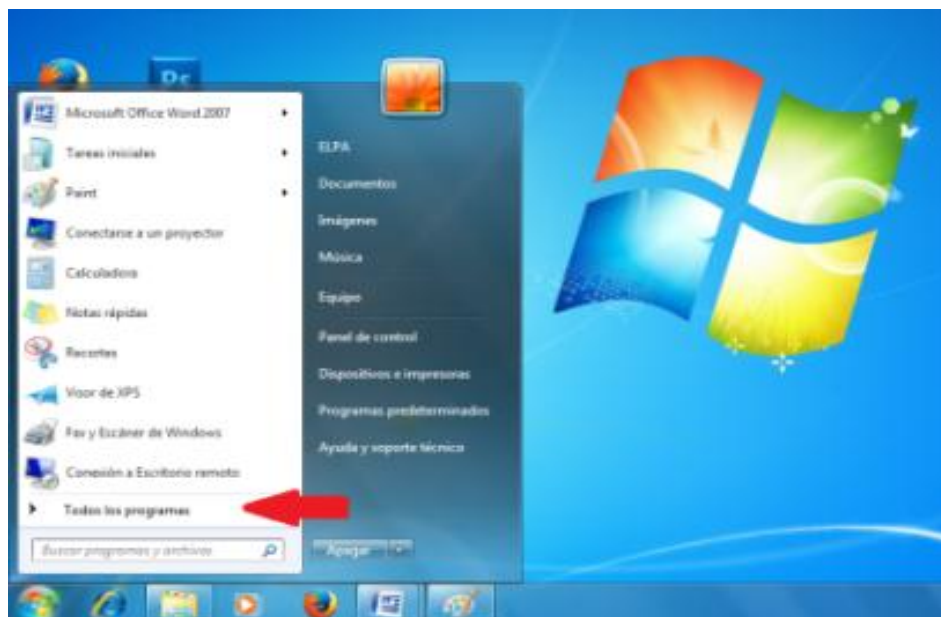 Ps
Microsoft Office Word 2007
Tareas iniciales
Paint
Conectarse a un proyector
Calculadora
Notas rápidas
Recortes
Visor de XPS
Fax y Escáner de Windows
Conexión a Escritorio remoto
Todos los programas
Buscar programas y archivos
ELPA
Documentos
Imágenes
Música
Equipo
Panel de control
Dispositivos e impresoras
Programas predeterminados
Ayuda y soporte técnico
Apagar